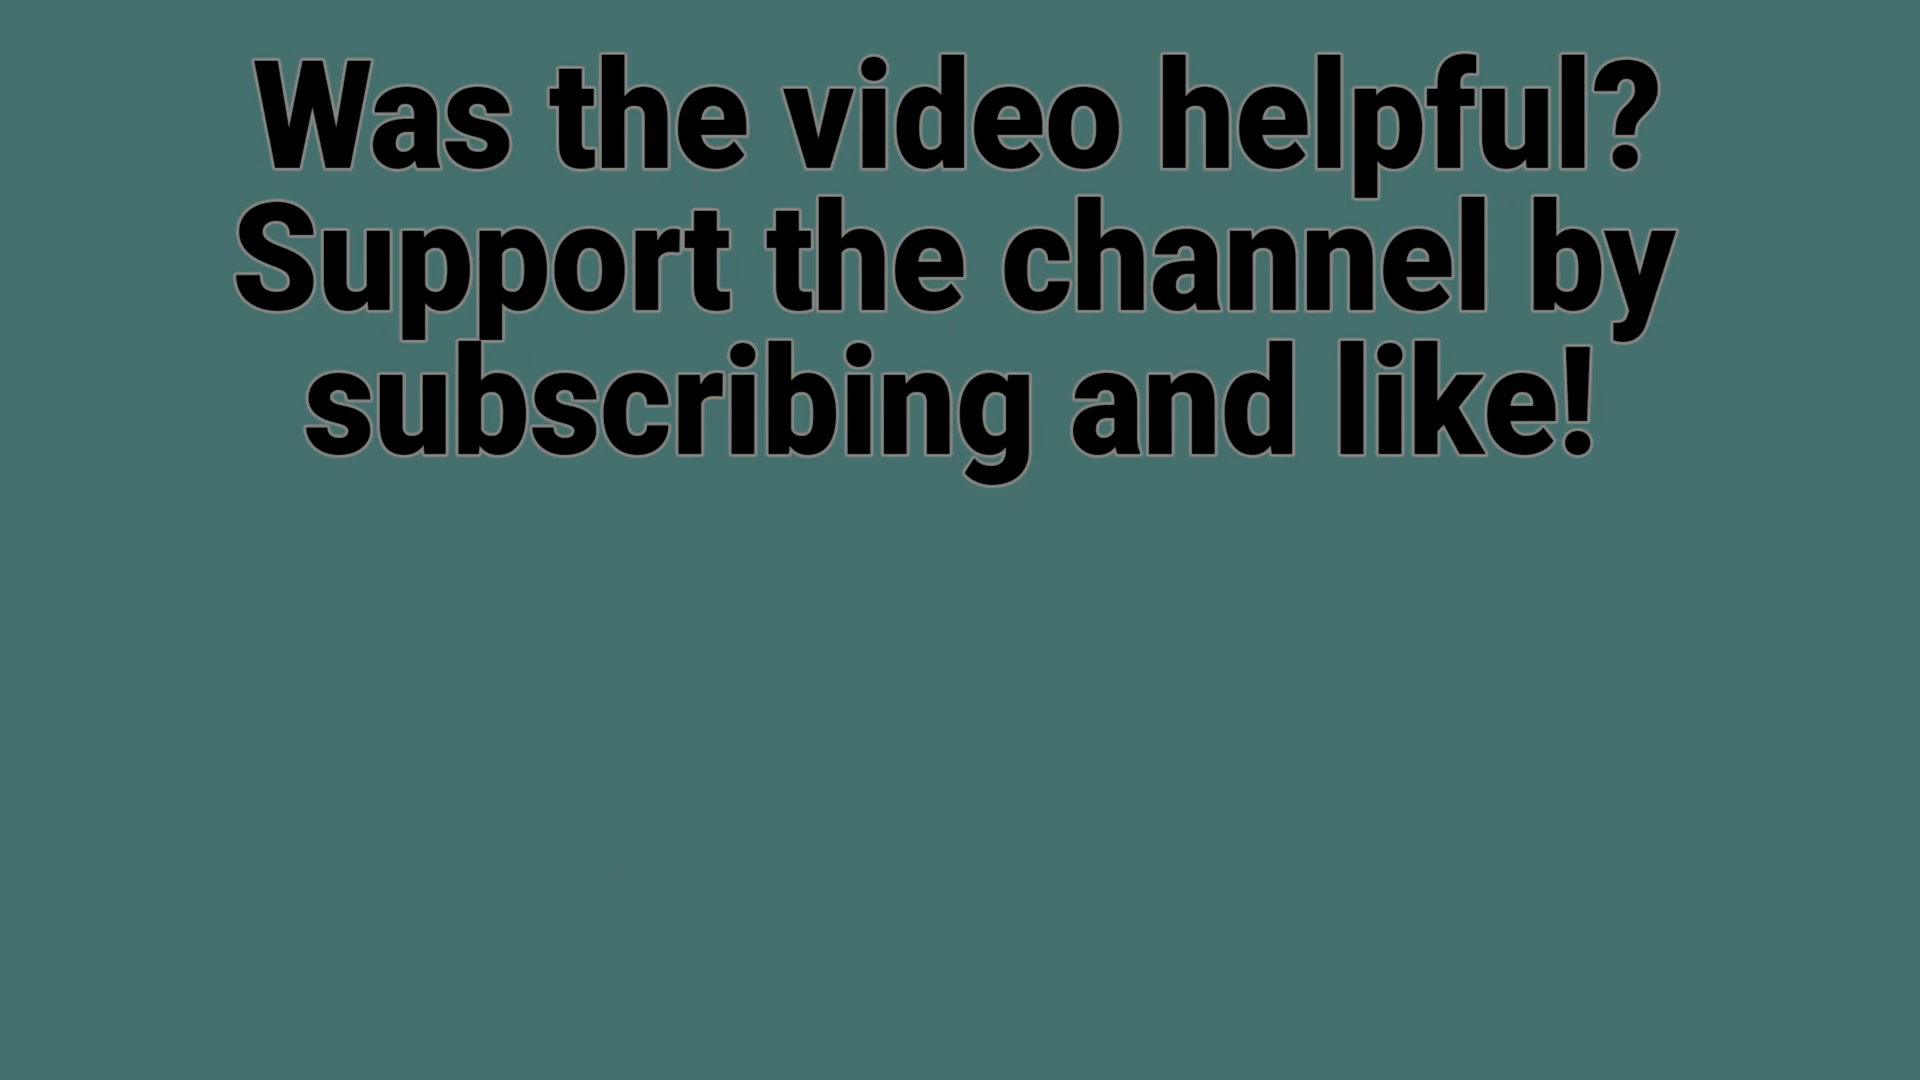 Was the video helpful?
Support the channel by
subscribing and like!